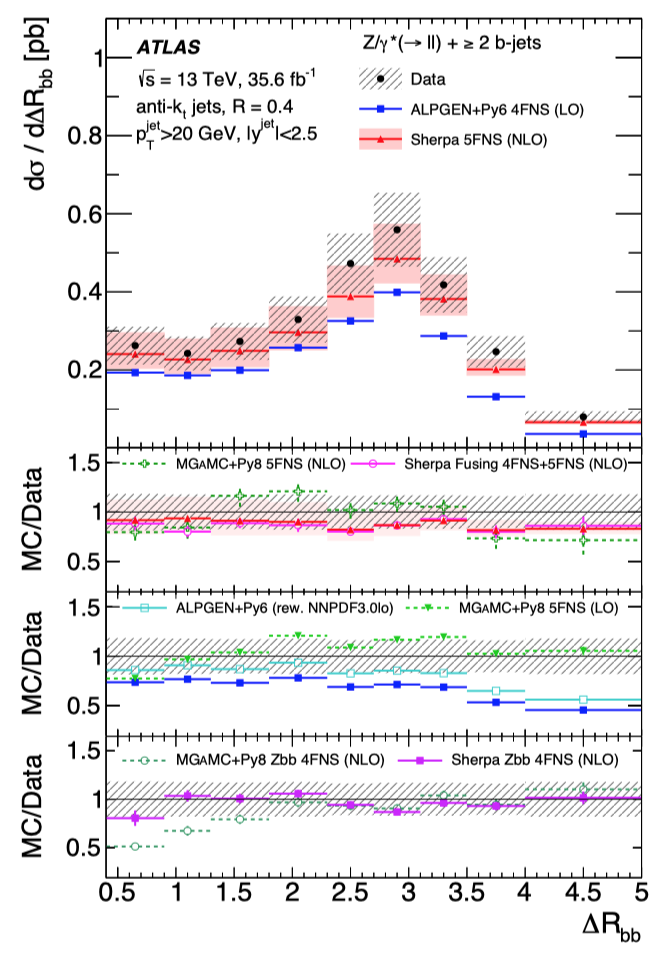 ATLAS
√s = 13 TeV, 35.6 fb⁻¹
anti-kₜ jets, R = 0.4
p_T^jet>20 GeV, |y^jet|<2.5
Z/γ*(→ ll) + ≥ 2 b-jets
Data
ALPGEN+Py6 4FNS (LO)
Sherpa 5FNS (NLO)
dσ / dΔR_bb [pb]
1
0.8
0.6
0.4
0.2
MGAMC+Py8 5FNS (NLO) Sherpa Fusing 4FNS+5FNS (NLO)
MC/Data
1.5
1
0.5
ALPGEN+Py6 (rew. NNPDF3.0lo) MGAMC+Py8 5FNS (LO)
MC/Data
1.5
1
0.5
MGAMC+Py8 Zbb 4FNS (NLO) Sherpa Zbb 4FNS (NLO)
MC/Data
1.5
1
0.5
0.5 1 1.5 2 2.5 3 3.5 4 4.5 5
ΔR_bb